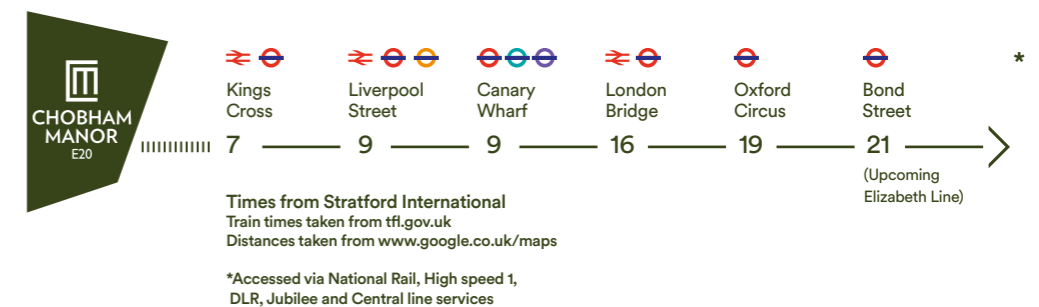 CHOBHAM
MANOR
E20
Kings
Cross
7
Liverpool
Street
9
Canary
Wharf
9
London
Bridge
16
Oxford
Circus
19
Bond
Street
21
(Upcoming
Elizabeth Line)
*
Times from Stratford International
Train times taken from tfl.gov.uk
Distances taken from www.google.co.uk/maps
*Accessed via National Rail, High speed 1,
DLR, Jubilee and Central line services